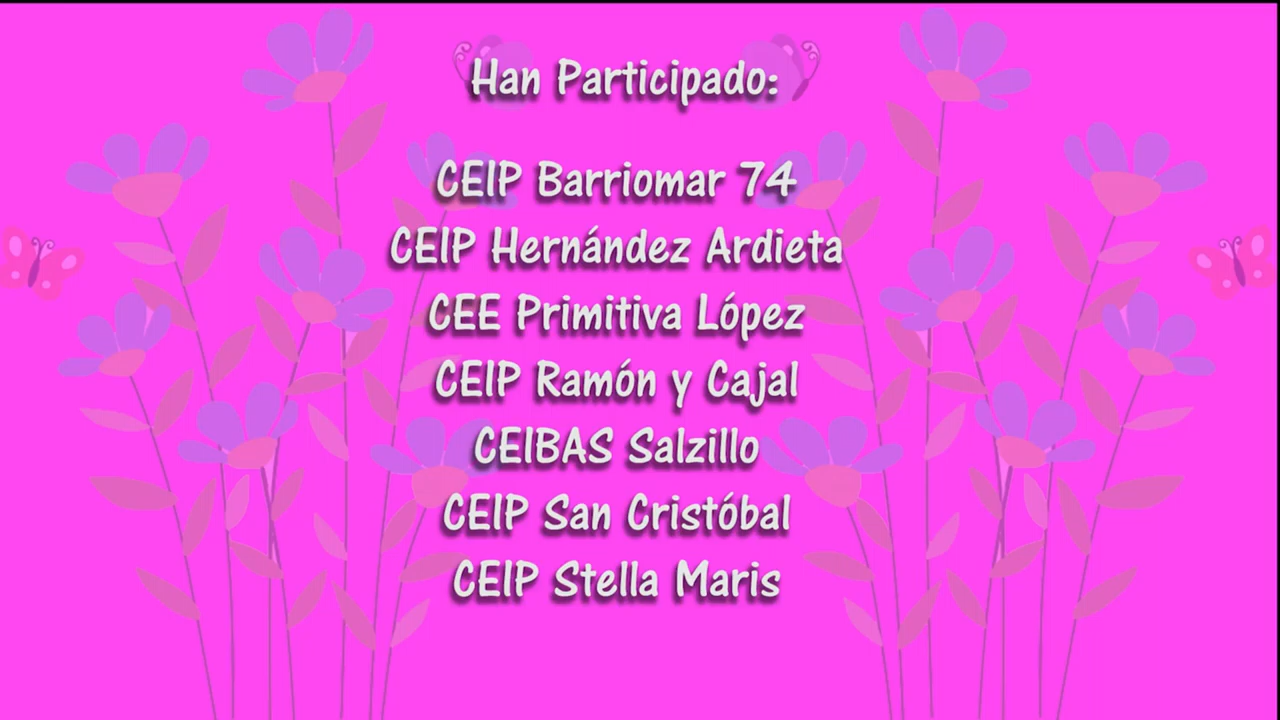 Han Participado:
CEIP Barriomar 74
CEIP Hernández Ardieta
CEE Primitiva López
CEIP Ramón y Cajal
CEIBAS Salzillo
CEIP San Cristóbal
CEIP Stella Maris